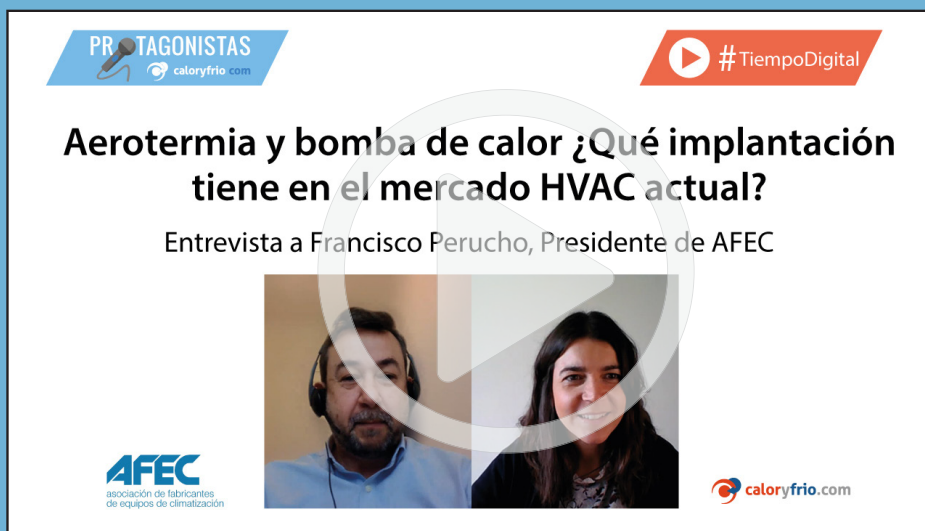 PROTAGONISTAS
caloryfrio.com
#TiempoDigital
Aerotermia y bomba de calor ¿Qué implantación
tiene en el mercado HVAC actual?
Entrevista a Francisco Perucho, Presidente de AFEC
AFEC
asociación de fabricantes
de equipos de climatización
caloryfrio.com